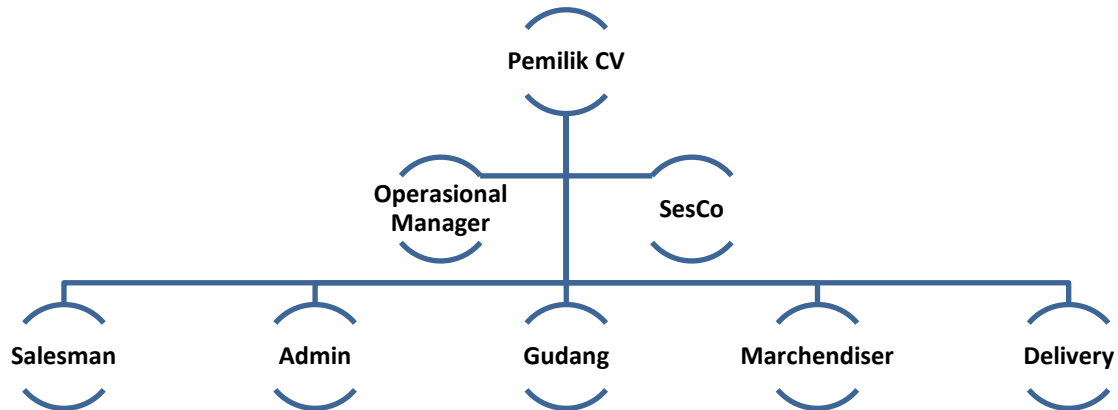 Pemilik CV
Operasional
Manager
SesCo
Salesman
Admin
Gudang
Marchendiser
Delivery